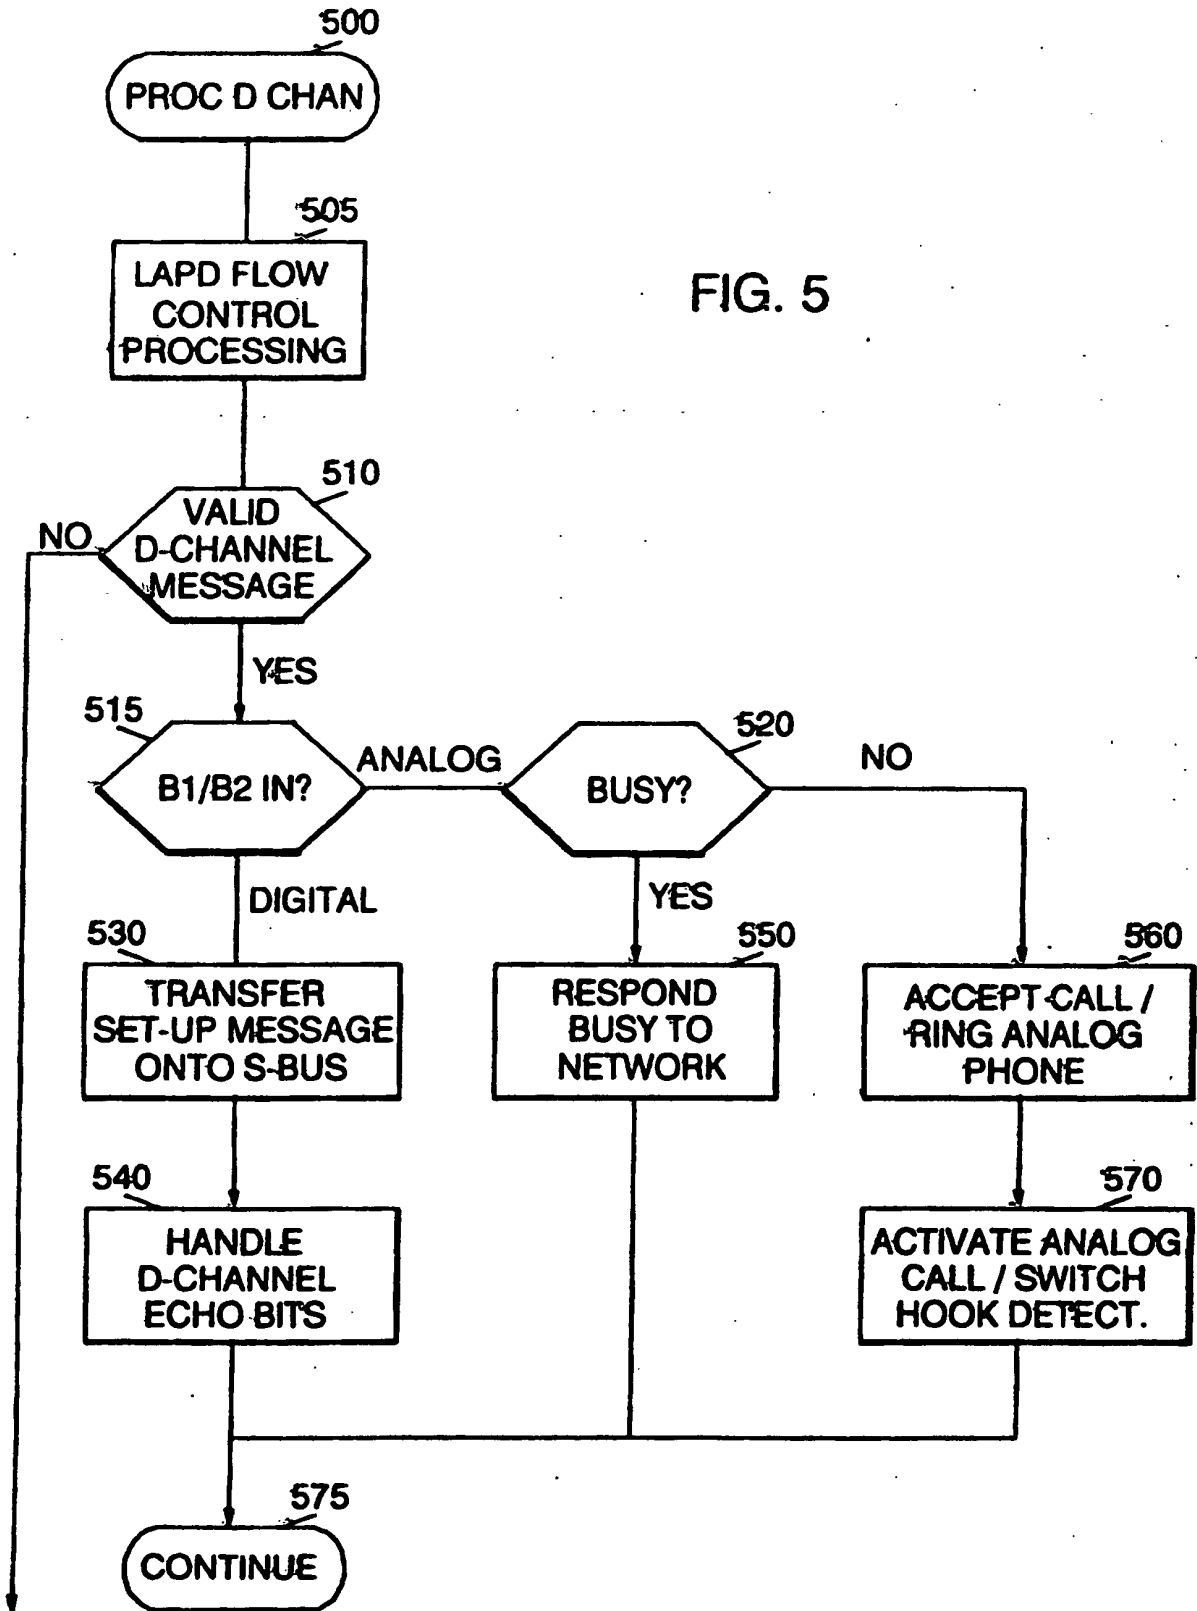 500
PROC D CHAN
505
LAPD FLOW
CONTROL
PROCESSING
FIG. 5
510
VALID
D-CHANNEL
MESSAGE
NO
YES
515
B1/B2 IN?
ANALOG
520
BUSY?
NO
DIGITAL
YES
530
TRANSFER
SET-UP MESSAGE
ONTO S-BUS
550
RESPOND
BUSY TO
NETWORK
560
ACCEPT CALL /
RING ANALOG
PHONE
540
HANDLE
D-CHANNEL
ECHO BITS
570
ACTIVATE ANALOG
CALL / SWITCH
HOOK DETECT.
575
CONTINUE